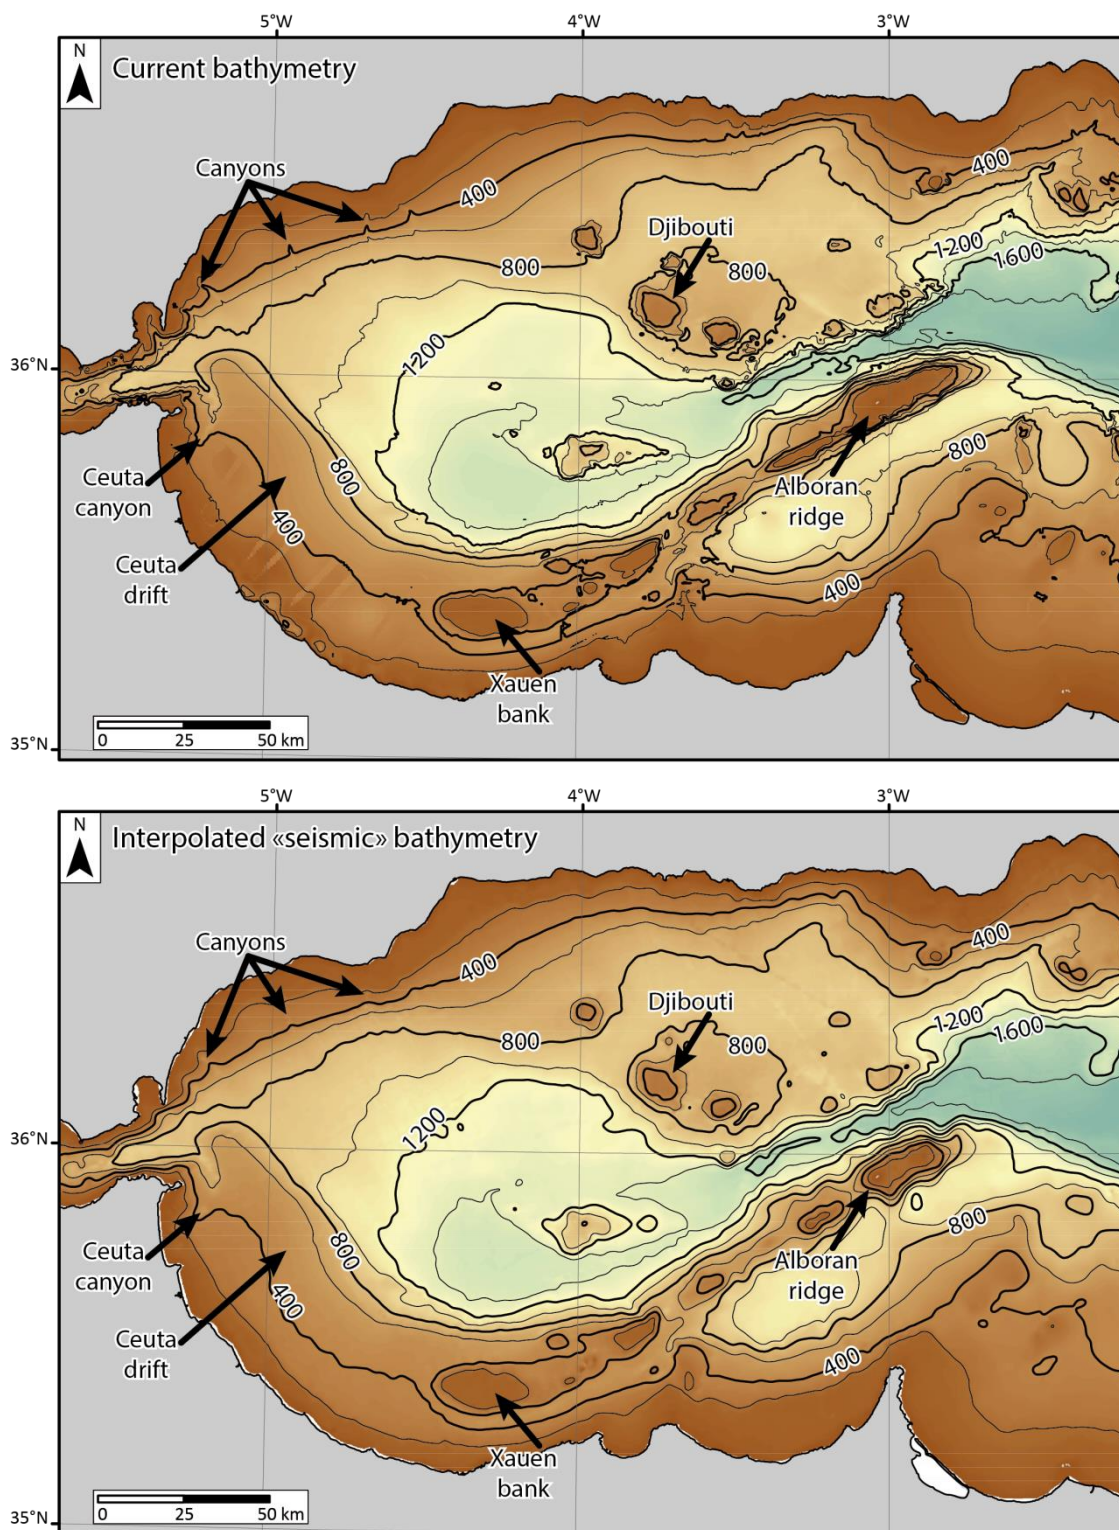 5°W 4°W 3°W
N
Current bathymetry
Canyons
400
400
Djibouti
1200
800
800
1600
36°N
1200
800
Ceuta
canyon
800
Alboran
ridge
400
Ceuta
drift
400
Xauen
bank
0 25 50 km
35°N
5°W 4°W 3°W
N
Interpolated «seismic» bathymetry
Canyons
400
400
Djibouti
1200
800
800
1600
1200
36°N
800
Ceuta
canyon
800
Alboran
ridge
400
Ceuta
drift
400
Xauen
bank
0 25 50 km
35°N